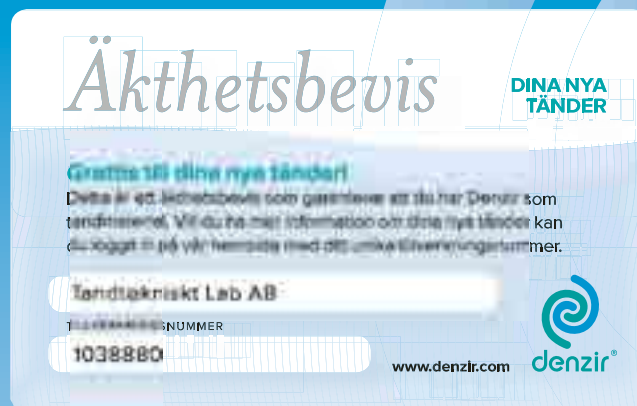 Äkthetsbevis
DINA NYA
TÄNDER
Grattis till dina nya tänder!
Detta är ett äkthetsbevis som garanterar att du har Denzir som
tandmaterial. Vill du ha mer information om dina nya tänder kan
du logga in på vår hemsida med ditt unika tillverkningsnummer.
Tandtekniskt Lab AB
TILLVERKNINGSNUMMER
1038880
www.denzir.com
denzir®